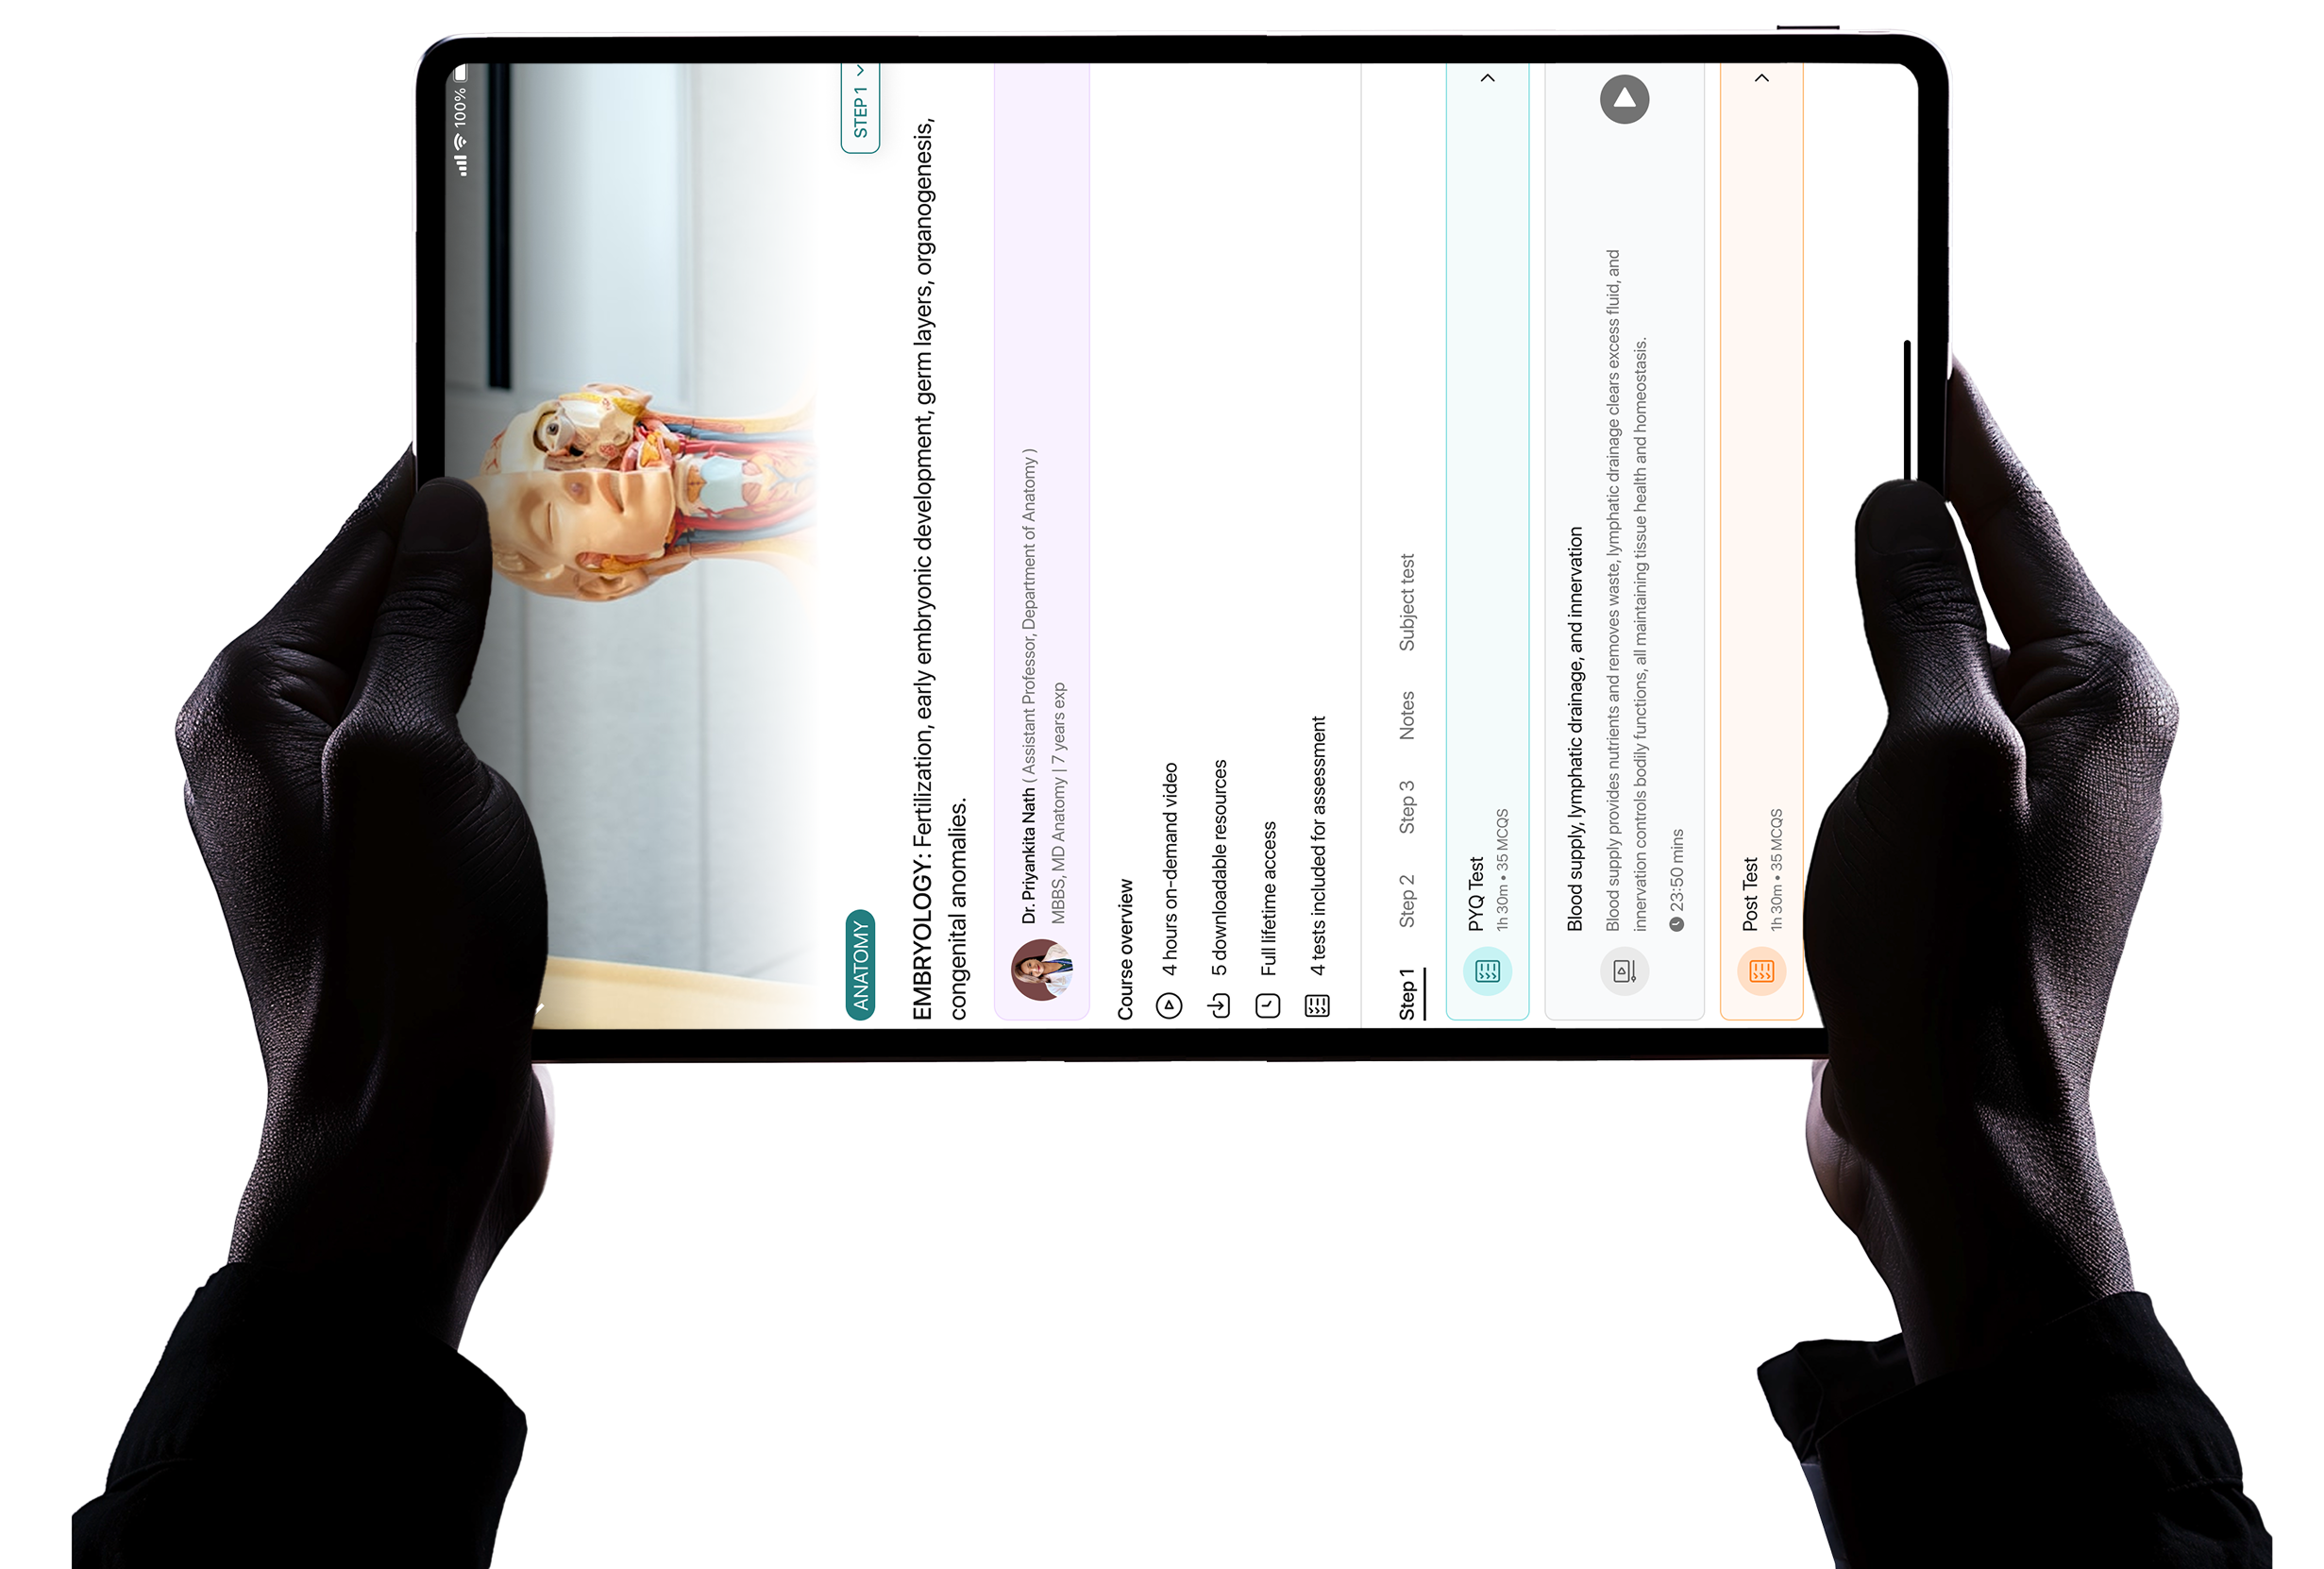 100%
ANATOMY
STEP 1
EMBRYOLOGY: Fertilization, early embryonic development, germ layers, organogenesis,
congenital anomalies.
Dr. Priyankita Nath ( Assistant Professor, Department of Anatomy )
MBBS, MD Anatomy | 7 years exp
Course overview
4 hours on-demand video
5 downloadable resources
Full lifetime access
4 tests included for assessment
Step 1 Step 2 Step 3 Notes Subject test
PYQ Test
1h 30m • 35 MCQS
Blood supply, lymphatic drainage, and innervation
Blood supply provides nutrients and removes waste, lymphatic drainage clears excess fluid, and
innervation controls bodily functions, all maintaining tissue health and homeostasis.
23:50 mins
Post Test
1h 30m • 35 MCQS